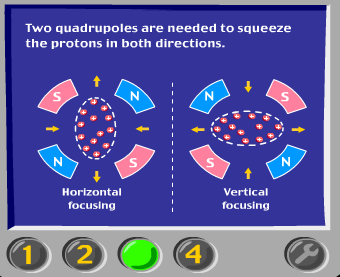 Two quadrupoles are needed to squeeze
the protons in both directions.
S N N S
N S S N
Horizontal
focusing
Vertical
focusing
1 2 4